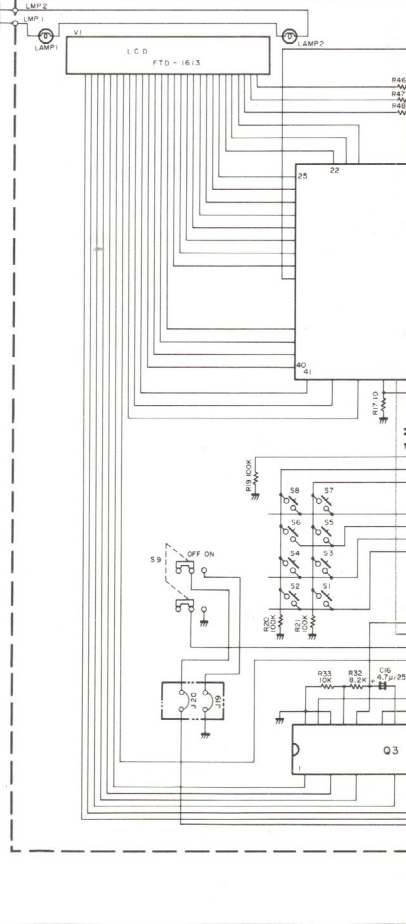 LMP2
LMP1
LAMP1
V1
LAMP2
LCD
FTD-1613
R46
R47
R48
22
25
40
41
R17 10
R19 100K
S8 S7
S6 S5
S4 S3
S2 S1
S9
OFF ON
R20 100K
R21 100K
J20
J19
R33 10K
R32 8.2K
C16 4.7μ/25
+
1
Q3